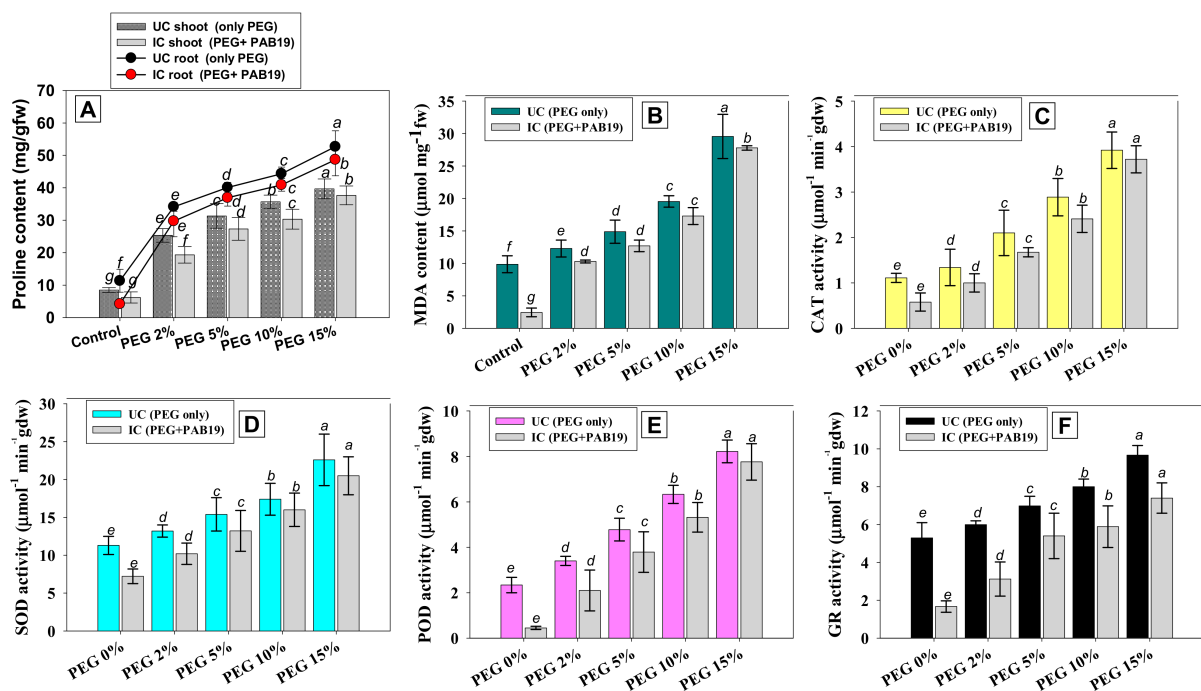 UC shoot (only PEG)
IC shoot (PEG+ PAB19)
UC root (only PEG)
IC root (PEG+ PAB19)
A
Proline content (mg/gfw)
70
60
50
40
30
20
10
0
g
f
g
e
e
a
c
d
d
b
c
c
a
a
b
b
Control
PEG 2%
PEG 5%
PEG 10%
PEG 15%
UC (PEG only)
IC (PEG+PAB19)
B
MDA content (μmol mg⁻¹fw)
35
30
25
20
15
10
5
0
f
g
e
d
d
d
c
c
a
b
Control
PEG 2%
PEG 5%
PEG 10%
PEG 15%
UC (PEG only)
IC (PEG+PAB19)
C
CAT activity (μmol⁻¹ min⁻¹ gdw)
5
4
3
2
1
0
e
e
d
d
c
c
b
b
a
a
PEG 0%
PEG 2%
PEG 5%
PEG 10%
PEG 15%
UC (PEG only)
IC (PEG+PAB19)
D
SOD activity (μmol⁻¹ min⁻¹ gdw)
30
25
20
15
10
5
0
e
e
d
d
c
c
b
b
a
a
PEG 0%
PEG 2%
PEG 5%
PEG 10%
PEG 15%
UC (PEG only)
IC (PEG+PAB19)
E
POD activity (μmol⁻¹ min⁻¹ gdw)
10
8
6
4
2
0
e
d
d
c
c
b
b
a
a
PEG 0%
PEG 2%
PEG 5%
PEG 10%
PEG 15%
UC (PEG only)
IC (PEG+PAB19)
F
GR activity (μmol⁻¹ min⁻¹ gdw)
12
10
8
6
4
2
0
e
e
d
d
c
c
b
b
a
a
PEG 0%
PEG 2%
PEG 5%
PEG 10%
PEG 15%